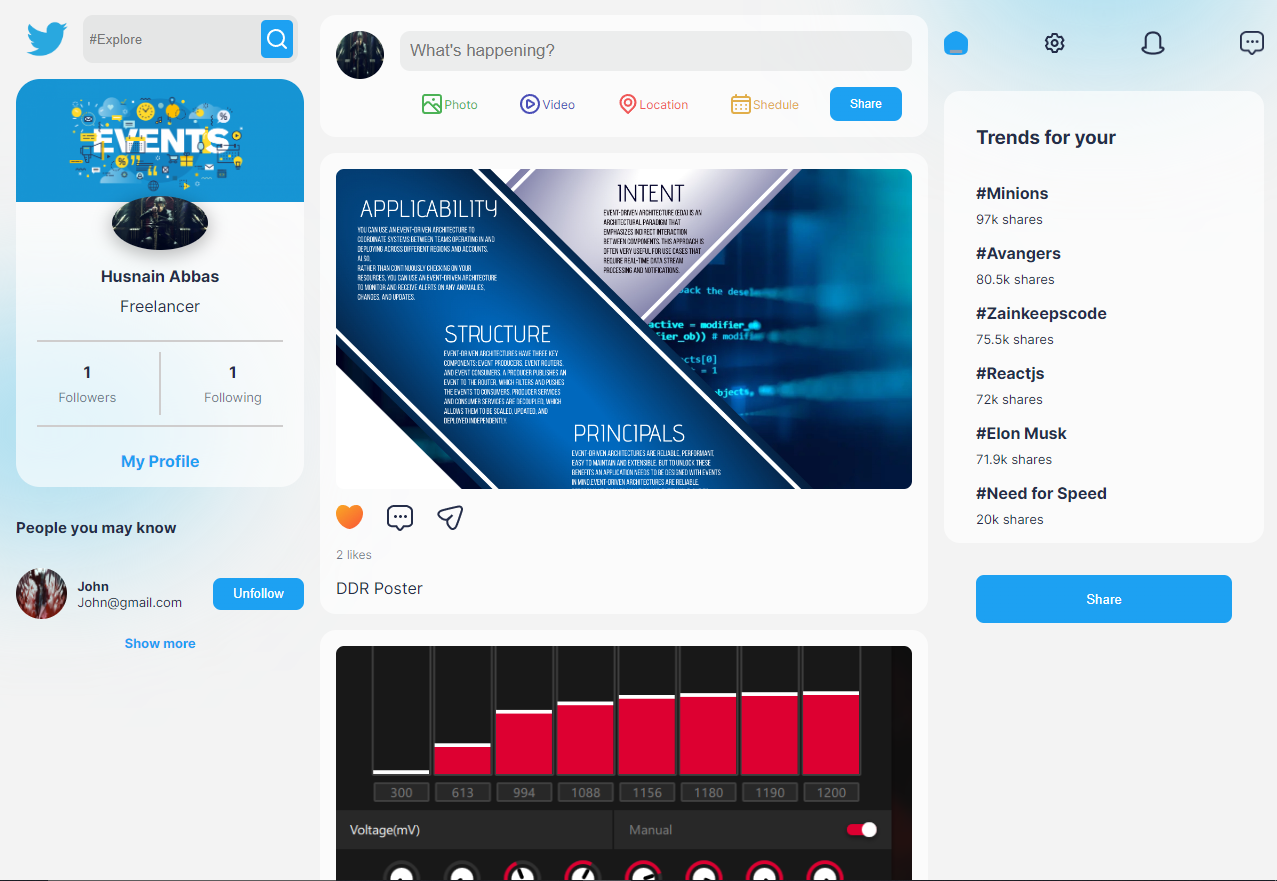 #Explore
EVENTS
Husnain Abbas
Freelancer
1
Followers
1
Following
My Profile
People you may know
John
John@gmail.com
Unfollow
Show more
What's happening?
Photo
Video
Location
Shedule
Share
APPLICABILITY
YOU CAN USE AN EVENT-DRIVEN ARCHITECTURE TO
COORDINATE SYSTEMS BETWEEN TEAMS OPERATING IN AND
DEPLOYING ACROSS DIFFERENT REGIONS AND ACCOUNTS.
ALSO,
RATHER THAN CONTINUOUSLY CHECKING ON YOUR
RESOURCES, YOU CAN USE AN EVENT-DRIVEN ARCHITECTURE
TO MONITOR AND RECEIVE ALERTS ON ANY ANOMALIES,
CHANGES, AND UPDATES.
INTENT
EVENT-DRIVEN ARCHITECTURE (EDA) IS AN
ARCHITECTURAL PARADIGM THAT
EMPHASIZES INDIRECT INTERACTION
BETWEEN COMPONENTS. THIS APPROACH IS
OFTEN VERY USEFUL FOR USE CASES THAT
REQUIRE REAL-TIME DATA STREAM
PROCESSING AND NOTIFICATIONS.
back the desele
active = modifier_ob
ier_ob)) # modifi
cts[0]
= 1
bjects,
STRUCTURE
EVENT-DRIVEN ARCHITECTURES HAVE THREE KEY
COMPONENTS: EVENT PRODUCERS, EVENT ROUTERS,
AND EVENT CONSUMERS. A PRODUCER PUBLISHES AN
EVENT TO THE ROUTER, WHICH FILTERS AND PUSHES
THE EVENTS TO CONSUMERS. PRODUCER SERVICES
AND CONSUMER SERVICES ARE DECOUPLED, WHICH
ALLOWS THEM TO BE SCALED, UPDATED, AND
DEPLOYED INDEPENDENTLY.
PRINCIPALS
EVENT-DRIVEN ARCHITECTURES ARE RELIABLE, PERFORMANT,
EASY TO MAINTAIN AND EXTENSIBLE. BUT TO UNLOCK THESE
BENEFITS AN APPLICATION NEEDS TO BE DESIGNED WITH EVENTS
IN MIND.EVENT-DRIVEN ARCHITECTURES ARE RELIABLE,
2 likes
DDR Poster
300
613
994
1088
1156
1180
1190
1200
Voltage(mV)
Manual
Trends for your
#Minions
97k shares
#Avangers
80.5k shares
#Zainkeepscode
75.5k shares
#Reactjs
72k shares
#Elon Musk
71.9k shares
#Need for Speed
20k shares
Share